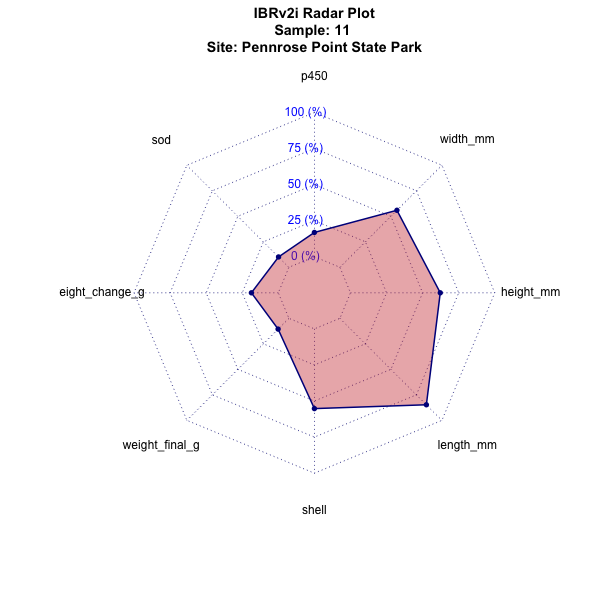 IBRv2i Radar Plot
Sample: 11
Site: Pennrose Point State Park
p450
100 (%)
sod
width_mm
75 (%)
50 (%)
25 (%)
0 (%)
eight_change_g
height_mm
weight_final_g
length_mm
shell